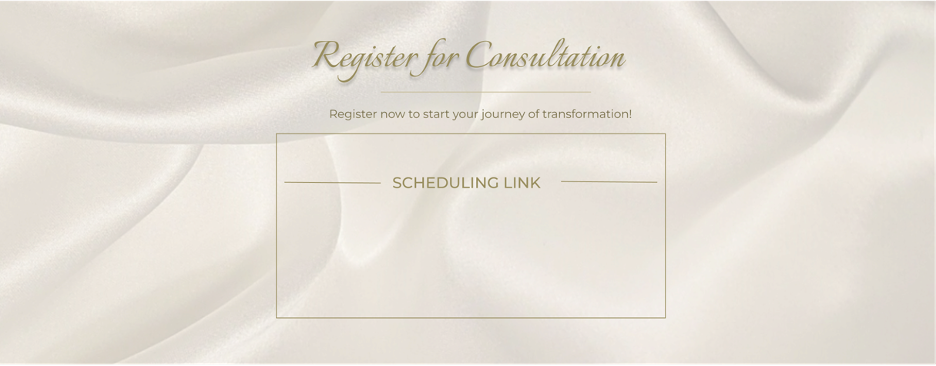 Register for Consultation
Register now to start your journey of transformation!
SCHEDULING LINK